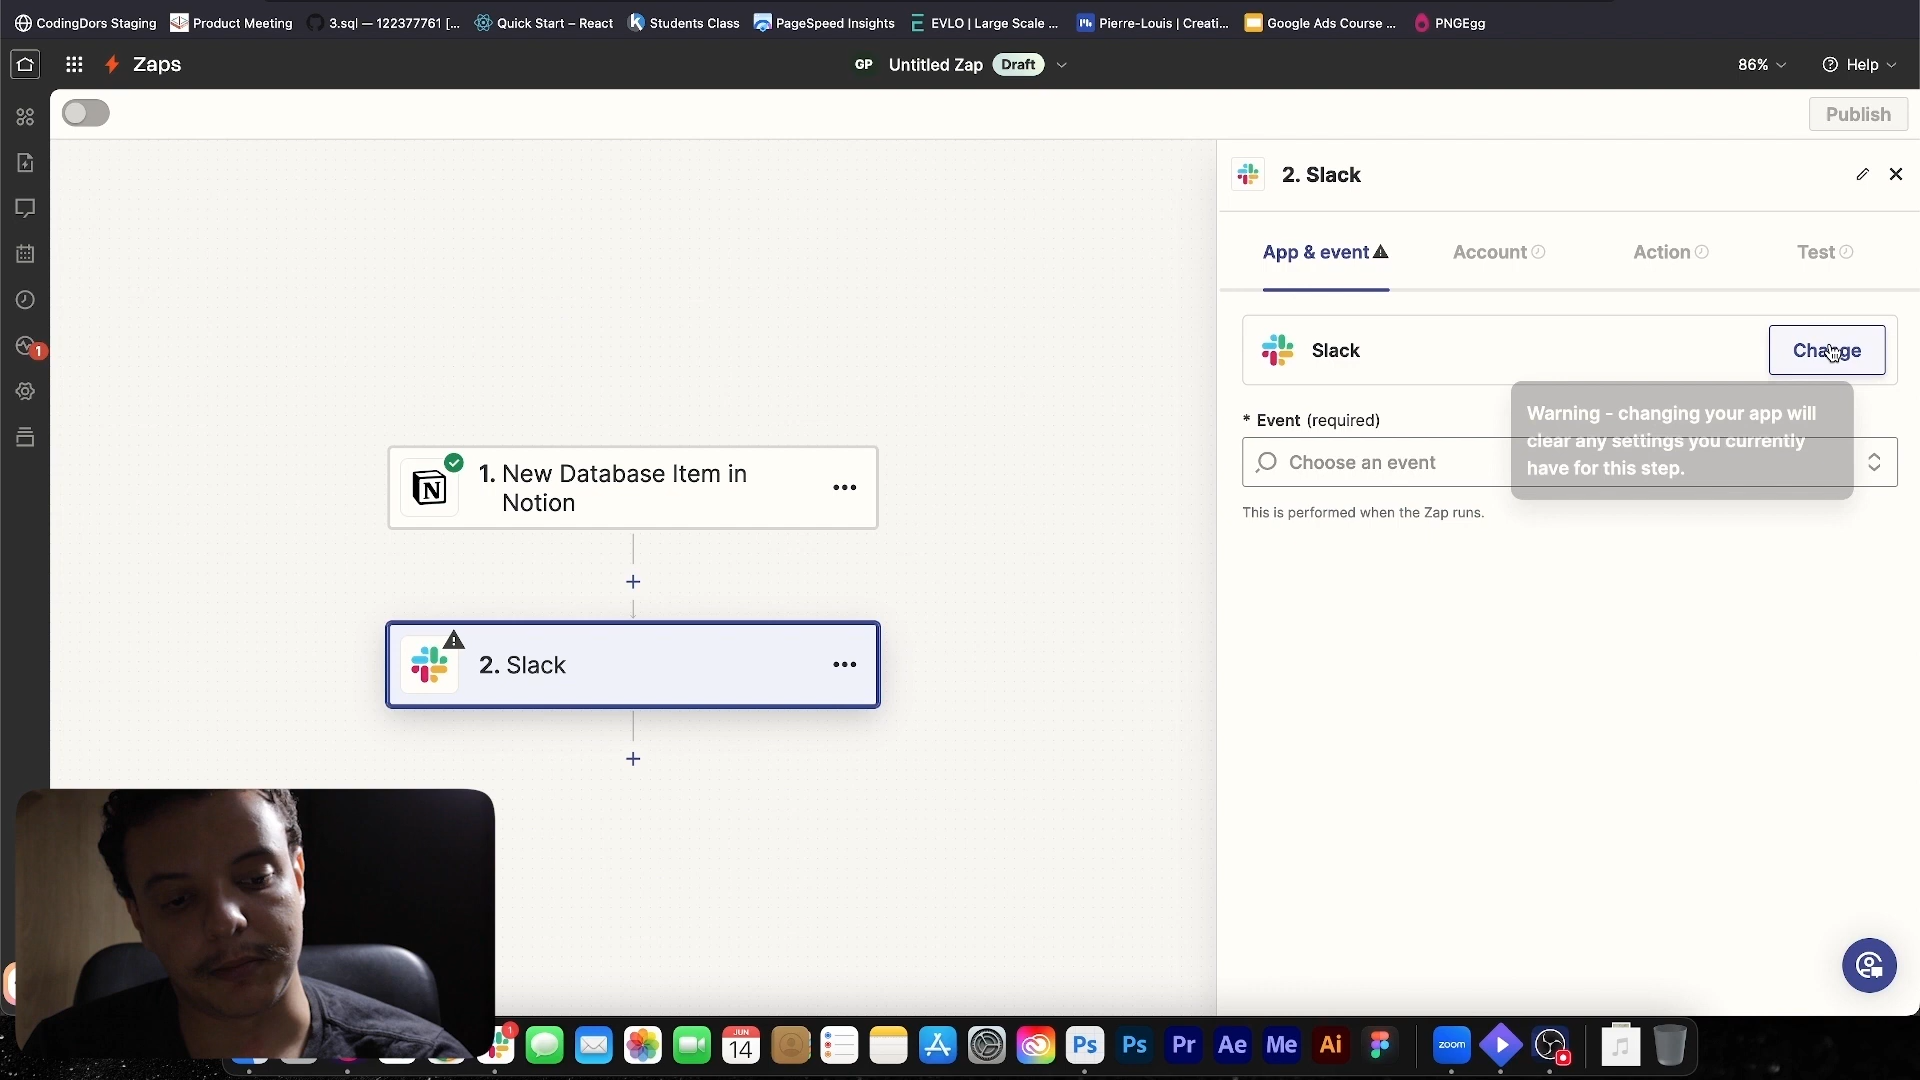 CodingDors Staging
Product Meeting
3.sql — 122377761 [...
Quick Start – React
Students Class
PageSpeed Insights
EVLO | Large Scale ...
Pierre-Louis | Creati...
Google Ads Course ...
PNGEgg
Zaps
GP Untitled Zap Draft
86%
Help
Publish
2. Slack
App & event
Account
Action
Test
1
Slack
Change
Warning - changing your app will
clear any settings you currently
have for this step.
* Event (required)
Choose an event
This is performed when the Zap runs.
N
1. New Database Item in
Notion
2. Slack
1
JUN
14
Ps
Ps
Pr
Ae
Me
Ai
zoom